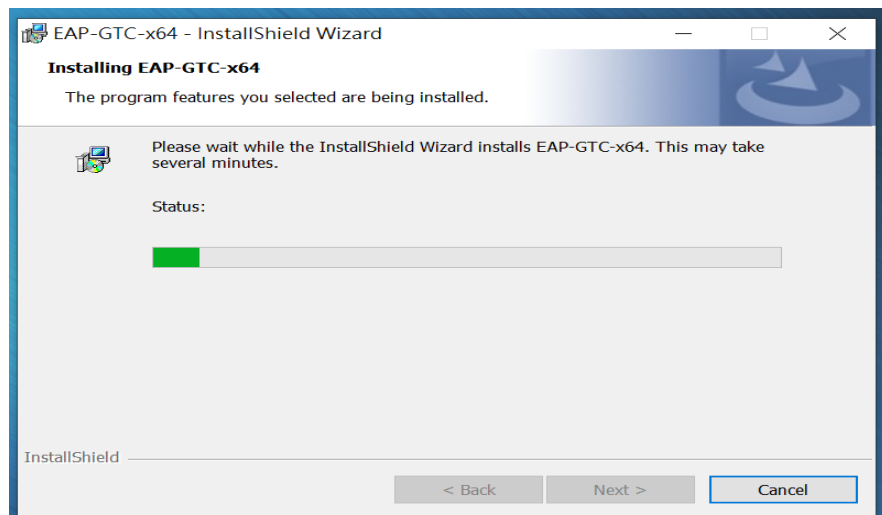 EAP-GTC-x64 - InstallShield Wizard
Installing EAP-GTC-x64
The program features you selected are being installed.
Please wait while the InstallShield Wizard installs EAP-GTC-x64. This may take
several minutes.
Status:
InstallShield
< Back Next > Cancel